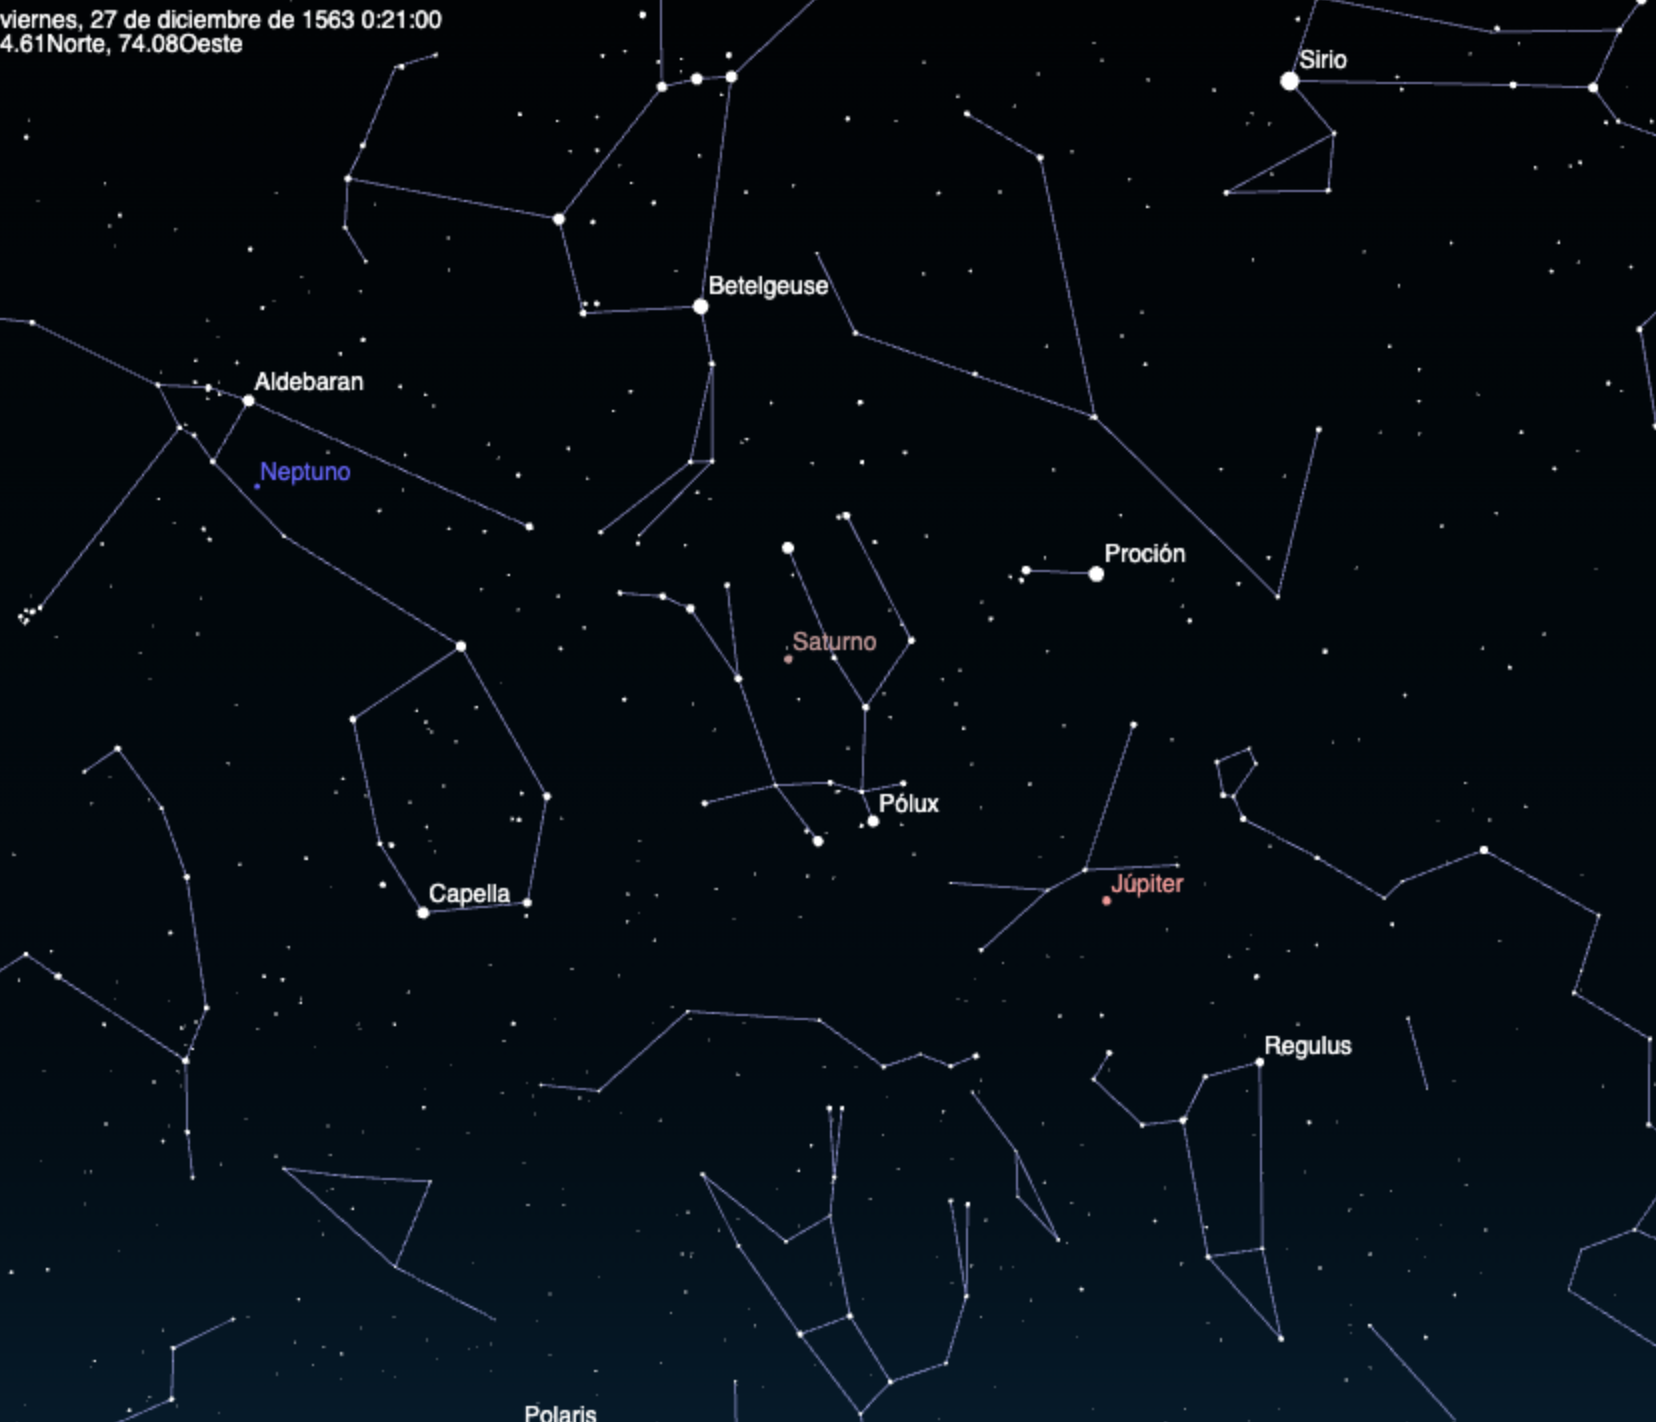 viernes, 27 de diciembre de 1563 0:21:00
4.61Norte, 74.08Oeste
Sirio
Betelgeuse
Aldebaran
Neptuno
Proción
Saturno
Pólux
Júpiter
Capella
Regulus
Polaris